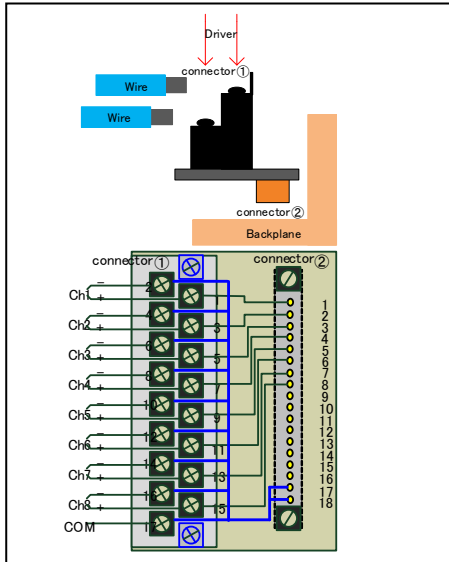 Driver
connector①
Wire
Wire
connector②
Backplane
connector① connector②
Ch1 − + 2 1
Ch2 − + 4 3
Ch3 − + 6 5
Ch4 − + 8 7
Ch5 − + 10 9
Ch6 − + 12 11
Ch7 − + 14 13
Ch8 − + 16 15
COM 17
1
2
3
4
5
6
7
8
9
10
11
12
13
14
15
16
17
18